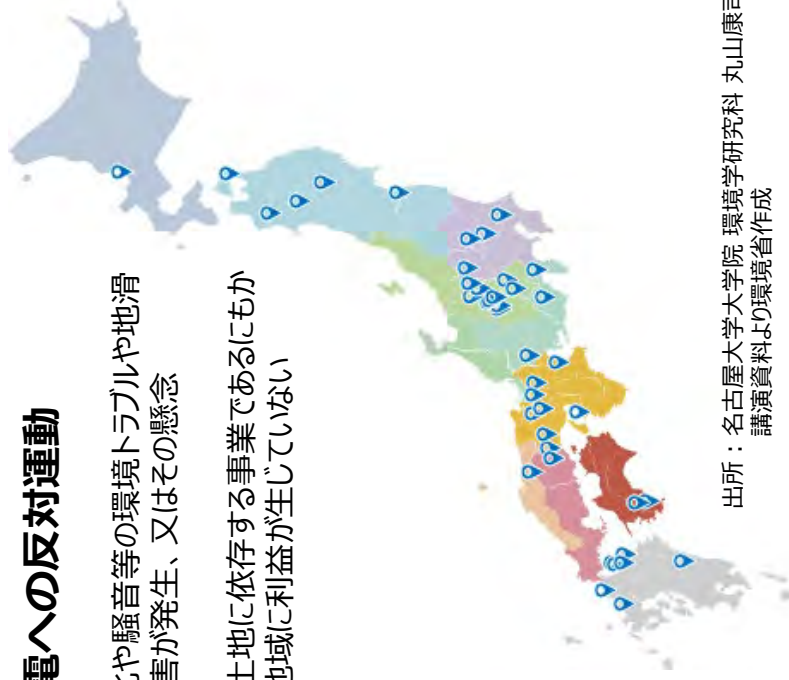 電への反対運動
や騒音等の環境トラブルや地滑
害が発生、又はその懸念
土地に依存する事業であるにもか
地域に利益が生じていない
出所：名古屋大学大学院 環境学研究科 丸山康司
講演資料より環境省作成